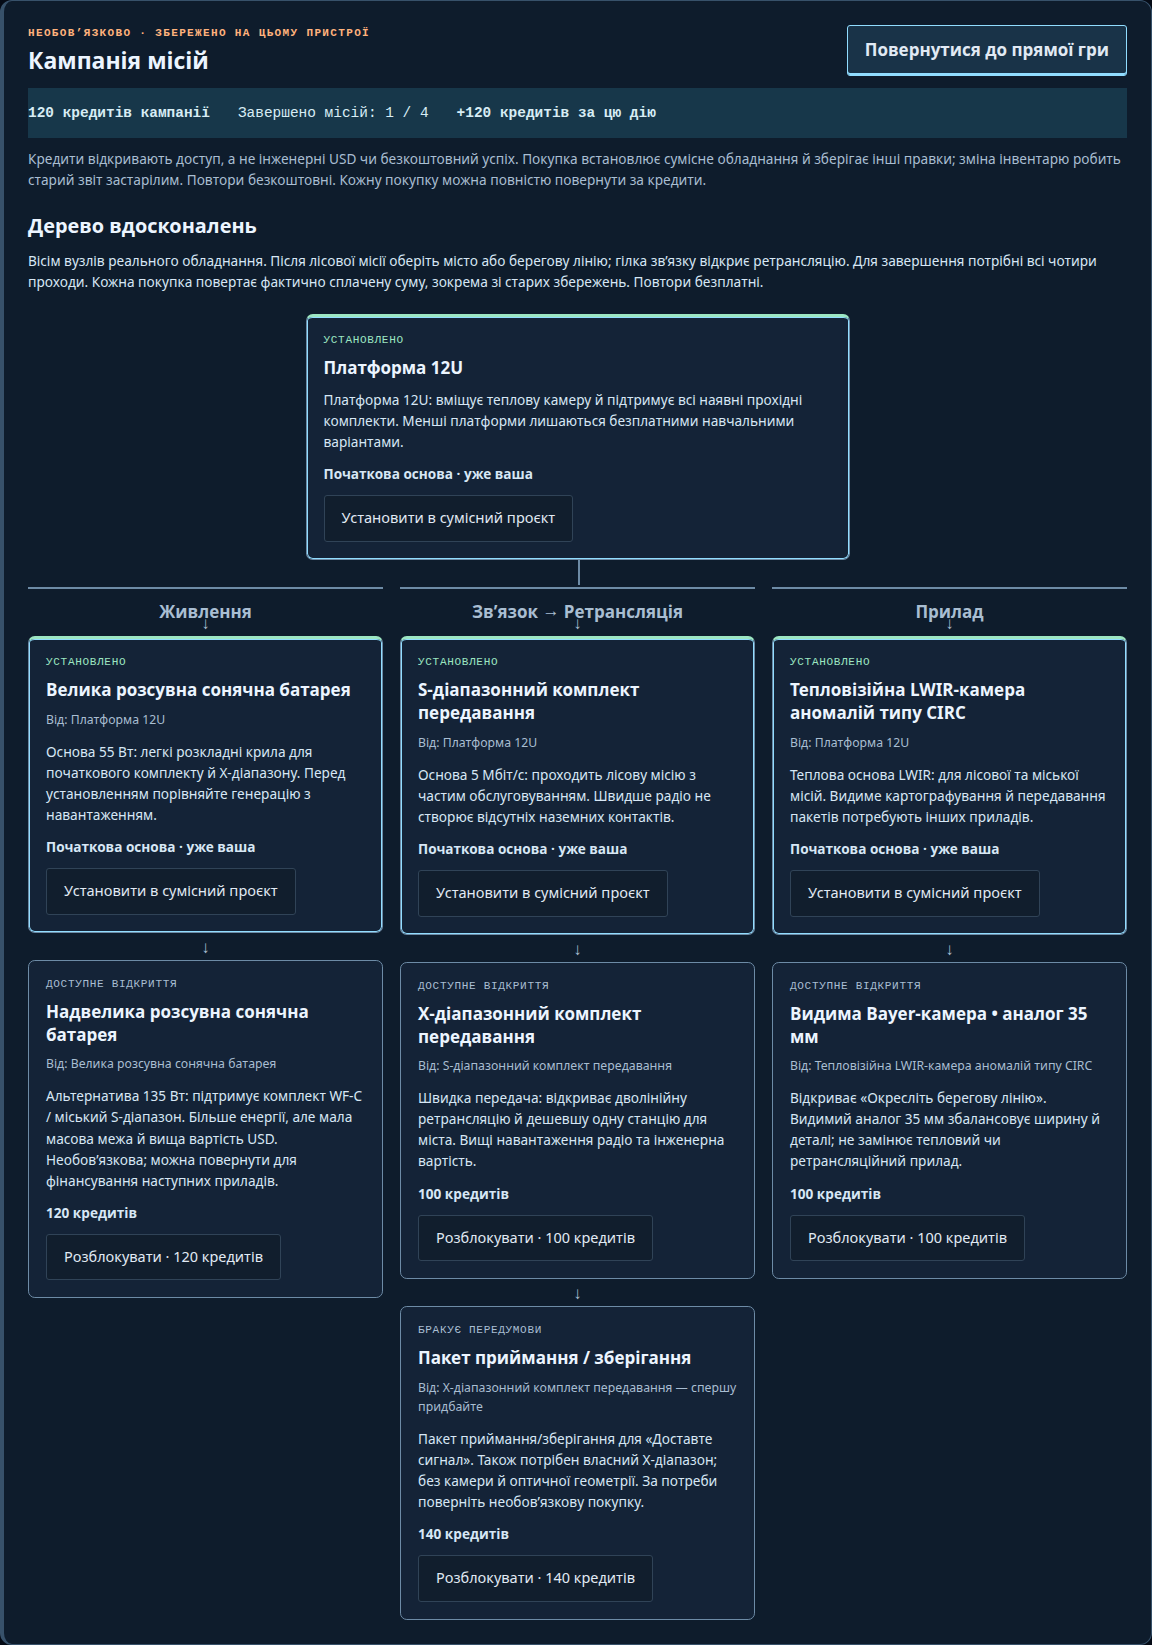 НЕОБОВ’ЯЗКОВО · ЗБЕРЕЖЕНО НА ЦЬОМУ ПРИСТРОЇ
Кампанія місій
Повернутися до прямої гри
120 кредитів кампанії Завершено місій: 1 / 4 +120 кредитів за цю дію
Кредити відкривають доступ, а не інженерні USD чи безкоштовний успіх. Покупка встановлює сумісне обладнання й зберігає інші правки; зміна інвентарю робить
старий звіт застарілим. Повтори безкоштовні. Кожну покупку можна повністю повернути за кредити.
Дерево вдосконалень
Вісім вузлів реального обладнання. Після лісової місії оберіть місто або берегову лінію; гілка зв’язку відкриє ретрансляцію. Для завершення потрібні всі чотири
проходи. Кожна покупка повертає фактично сплачену суму, зокрема зі старих збережень. Повтори безплатні.
УСТАНОВЛЕНО
Платформа 12U
Платформа 12U: вміщує теплову камеру й підтримує всі наявні прохідні
комплекти. Менші платформи лишаються безплатними навчальними
варіантами.
Початкова основа · уже ваша
Установити в сумісний проєкт
Живлення
↓
УСТАНОВЛЕНО
Велика розсувна сонячна батарея
Від: Платформа 12U
Основа 55 Вт: легкі розкладні крила для
початкового комплекту й X-діапазону. Перед
установленням порівняйте генерацію з
навантаженням.
Початкова основа · уже ваша
Установити в сумісний проєкт
↓
ДОСТУПНЕ ВІДКРИТТЯ
Надвелика розсувна сонячна
батарея
Від: Велика розсувна сонячна батарея
Альтернатива 135 Вт: підтримує комплект WF-C
/ міський S-діапазон. Більше енергії, але мала
масова межа й вища вартість USD.
Необов’язкова; можна повернути для
фінансування наступних приладів.
120 кредитів
Розблокувати · 120 кредитів
Зв’язок → Ретрансляція
↓
УСТАНОВЛЕНО
S-діапазонний комплект
передавання
Від: Платформа 12U
Основа 5 Мбіт/с: проходить лісову місію з
частим обслуговуванням. Швидше радіо не
створює відсутніх наземних контактів.
Початкова основа · уже ваша
Установити в сумісний проєкт
↓
ДОСТУПНЕ ВІДКРИТТЯ
X-діапазонний комплект
передавання
Від: S-діапазонний комплект передавання
Швидка передача: відкриває дволінійну
ретрансляцію й дешевшу одну станцію для
міста. Вищі навантаження радіо та інженерна
вартість.
100 кредитів
Розблокувати · 100 кредитів
↓
БРАКУЄ ПЕРЕДУМОВИ
Пакет приймання / зберігання
Від: X-діапазонний комплект передавання — спершу
придбайте
Пакет приймання/зберігання для «Доставте
сигнал». Також потрібен власний X-діапазон;
без камери й оптичної геометрії. За потреби
поверніть необов’язкову покупку.
140 кредитів
Розблокувати · 140 кредитів
Прилад
↓
УСТАНОВЛЕНО
Тепловізійна LWIR-камера
аномалій типу CIRC
Від: Платформа 12U
Теплова основа LWIR: для лісової та міської
місій. Видиме картографування й передавання
пакетів потребують інших приладів.
Початкова основа · уже ваша
Установити в сумісний проєкт
↓
ДОСТУПНЕ ВІДКРИТТЯ
Видима Bayer-камера • аналог 35
мм
Від: Тепловізійна LWIR-камера аномалій типу CIRC
Відкриває «Окресліть берегову лінію».
Видимий аналог 35 мм збалансовує ширину й
деталі; не замінює тепловий чи
ретрансляційний прилад.
100 кредитів
Розблокувати · 100 кредитів